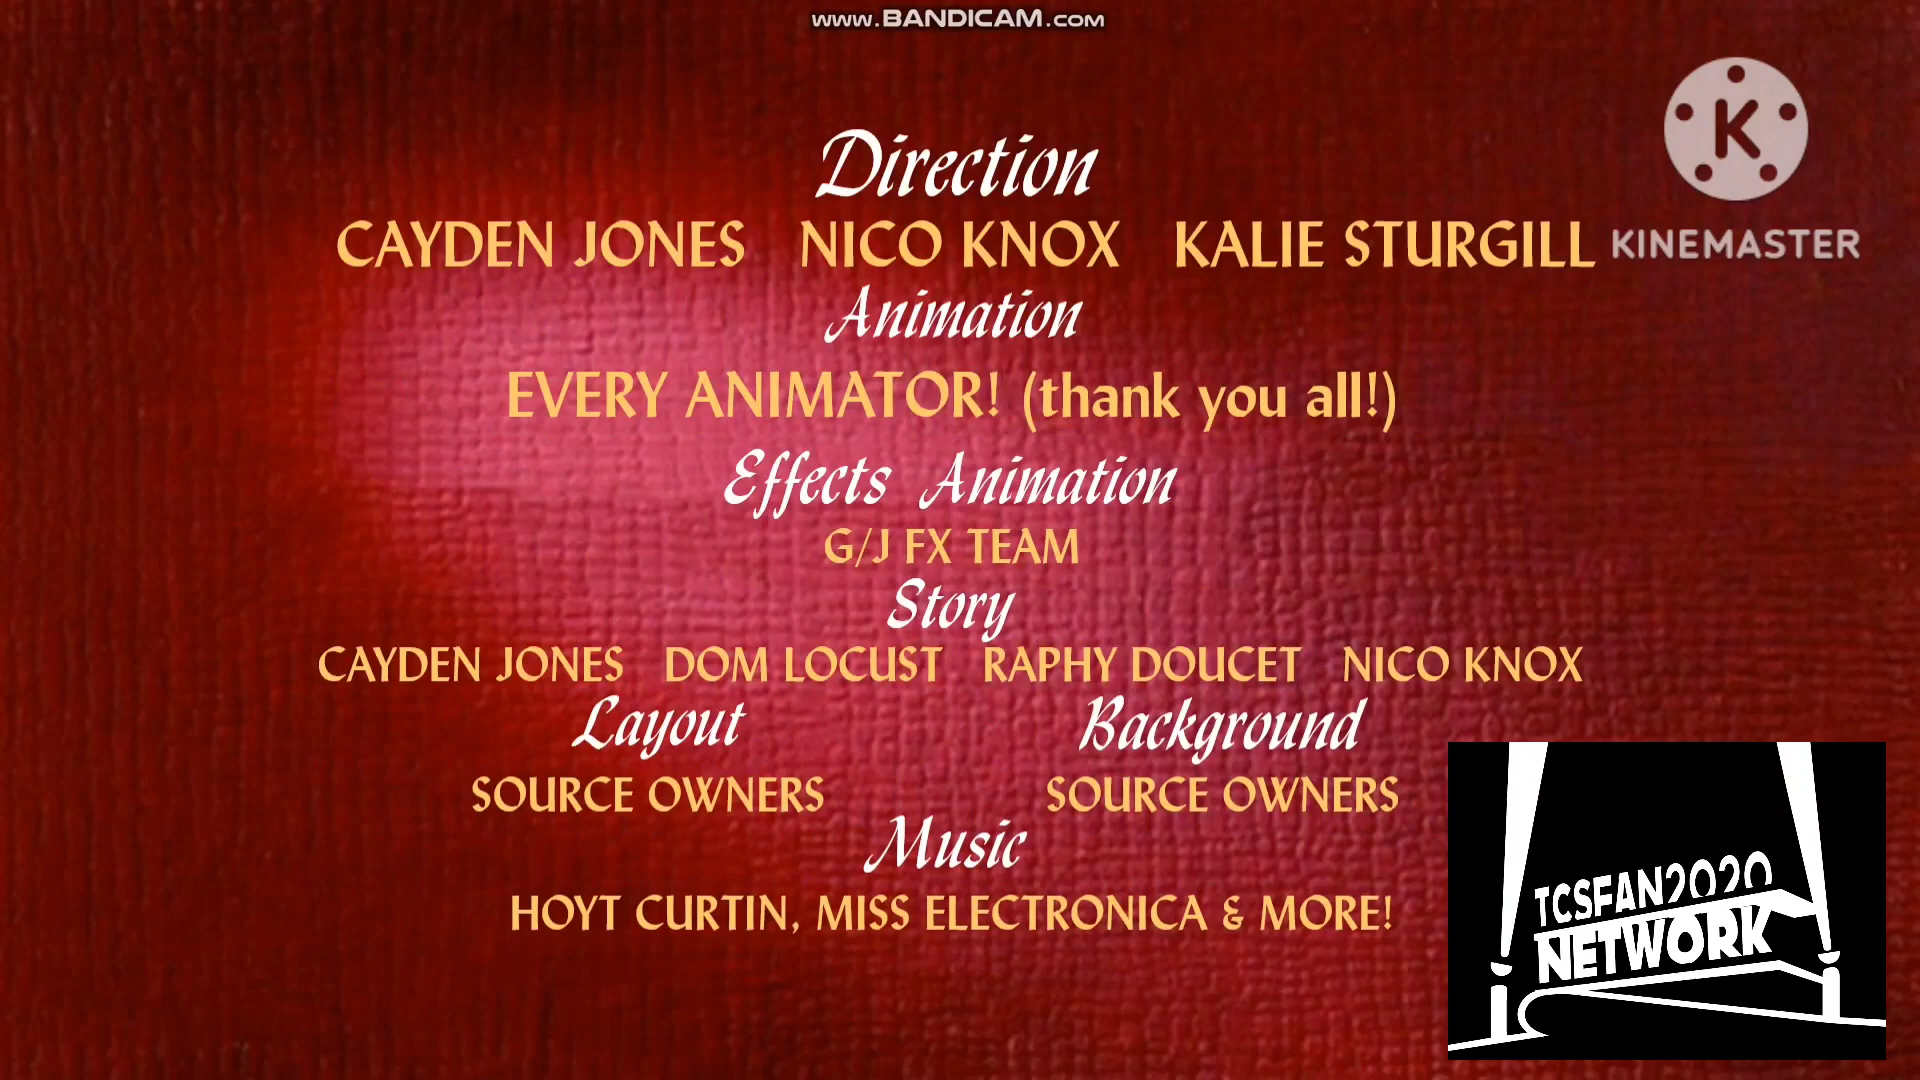 www.BANDICAM.com
Direction
CAYDEN JONES NICO KNOX KALIE STURGILL
K
KINEMASTER
Animation
EVERY ANIMATOR! (thank you all!)
Effects Animation
G/J FX TEAM
Story
CAYDEN JONES DOM LOCUST RAPHY DOUCET NICO KNOX
Layout Background
SOURCE OWNERS SOURCE OWNERS
Music
HOYT CURTIN, MISS ELECTRONICA & MORE!
TCSFAN2020
NETWORK